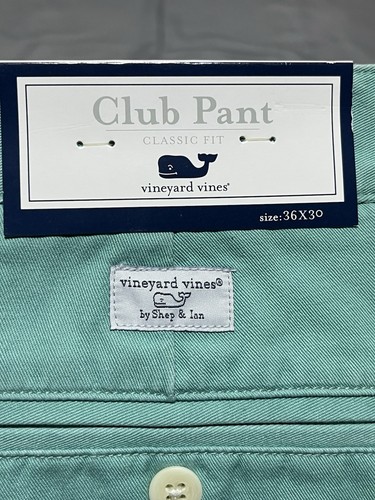 Club Pant
CLASSIC FIT
vineyard vines®
size: 36X30
vineyard vines®
by Shep & Ian